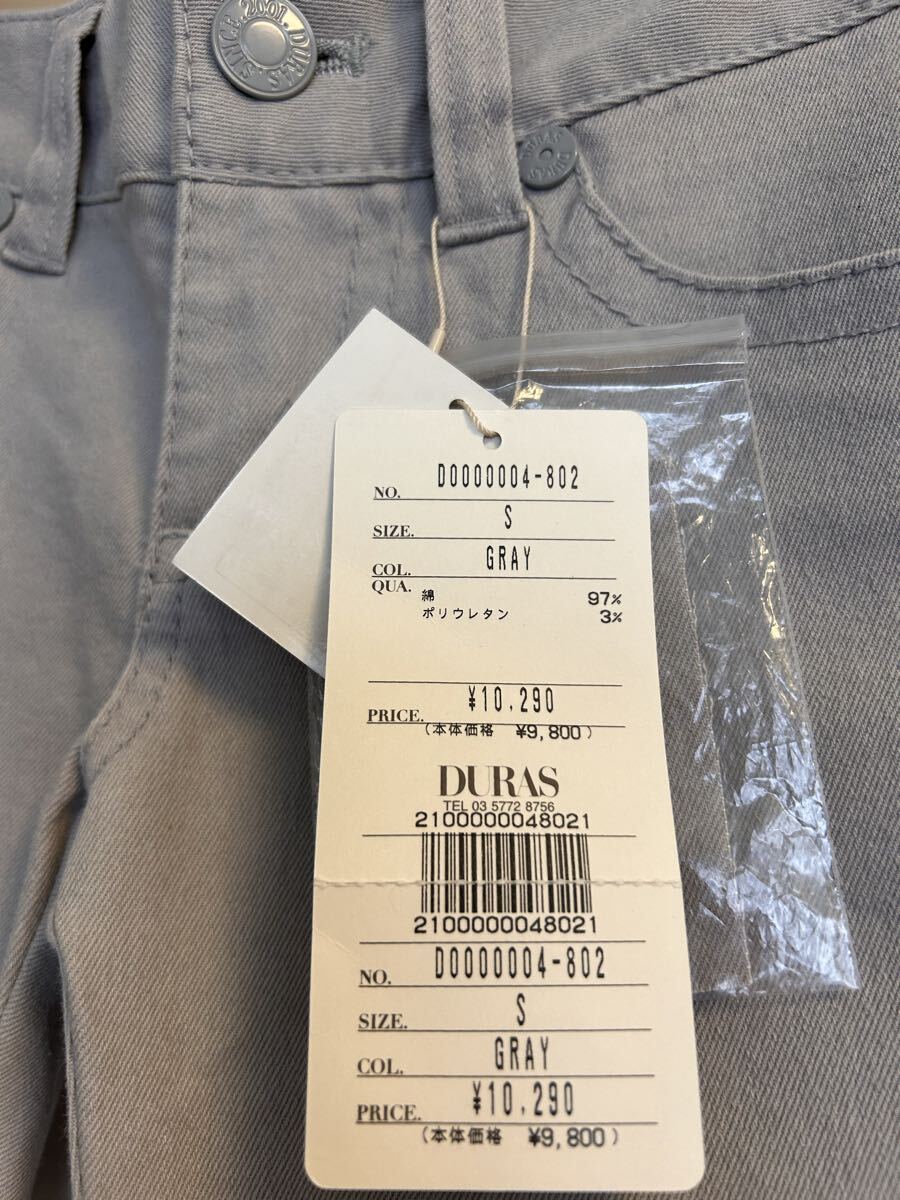 SINCE.2001.DURAS.
NO. D0000004-802
SIZE. S
COL. GRAY
QUA. 綿 97%
ポリウレタン 3%
PRICE. ¥10,290
(本体価格 ¥9,800)
DURAS
TEL 03 5772 8756
2100000048021
2100000048021
NO. D0000004-802
SIZE. S
COL. GRAY
PRICE. ¥10,290
(本体価格 ¥9,800)